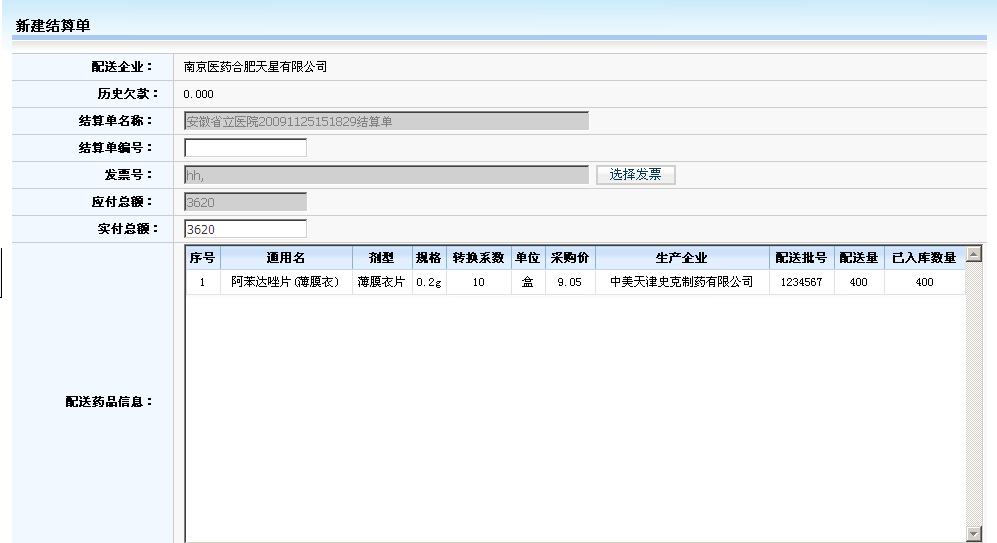 新建结算单
配送企业： 南京医药合肥天星有限公司
历史欠款： 0.000
结算单名称： 安徽省立医院20091125151829结算单
结算单编号：
发票号： hh, 选择发票
应付总额： 3620
实付总额： 3620
序号 通用名 剂型 规格 转换系数 单位 采购价 生产企业 配送批号 配送量 已入库数量
1 阿苯达唑片(薄膜衣) 薄膜衣片 0.2g 10 盒 9.05 中美天津史克制药有限公司 1234567 400 400
配送药品信息：